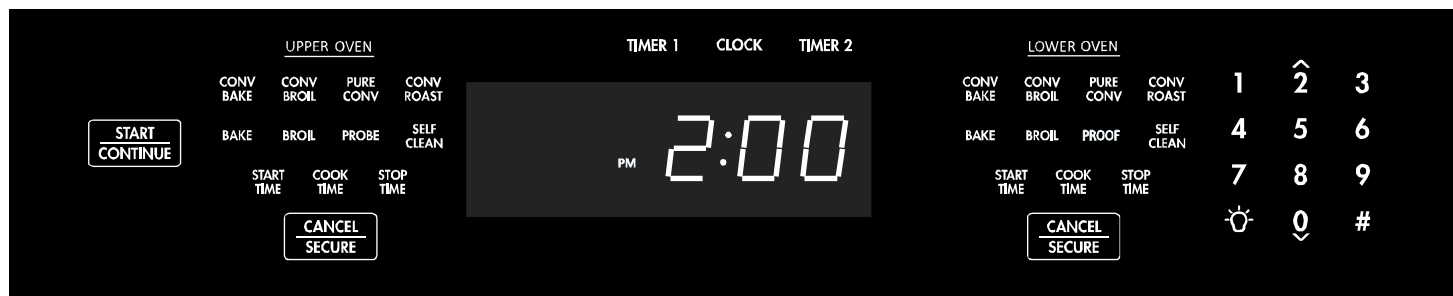 UPPER OVEN
TIMER 1 CLOCK TIMER 2
LOWER OVEN
CONV BAKE
CONV BROIL
PURE CONV
CONV ROAST
BAKE
BROIL
PROBE
SELF CLEAN
START TIME
COOK TIME
STOP TIME
START
CONTINUE
CANCEL
SECURE
PM 2:00
CONV BAKE
CONV BROIL
PURE CONV
CONV ROAST
BAKE
BROIL
PROOF
SELF CLEAN
START TIME
COOK TIME
STOP TIME
CANCEL
SECURE
1 2 3
4 5 6
7 8 9
0 #